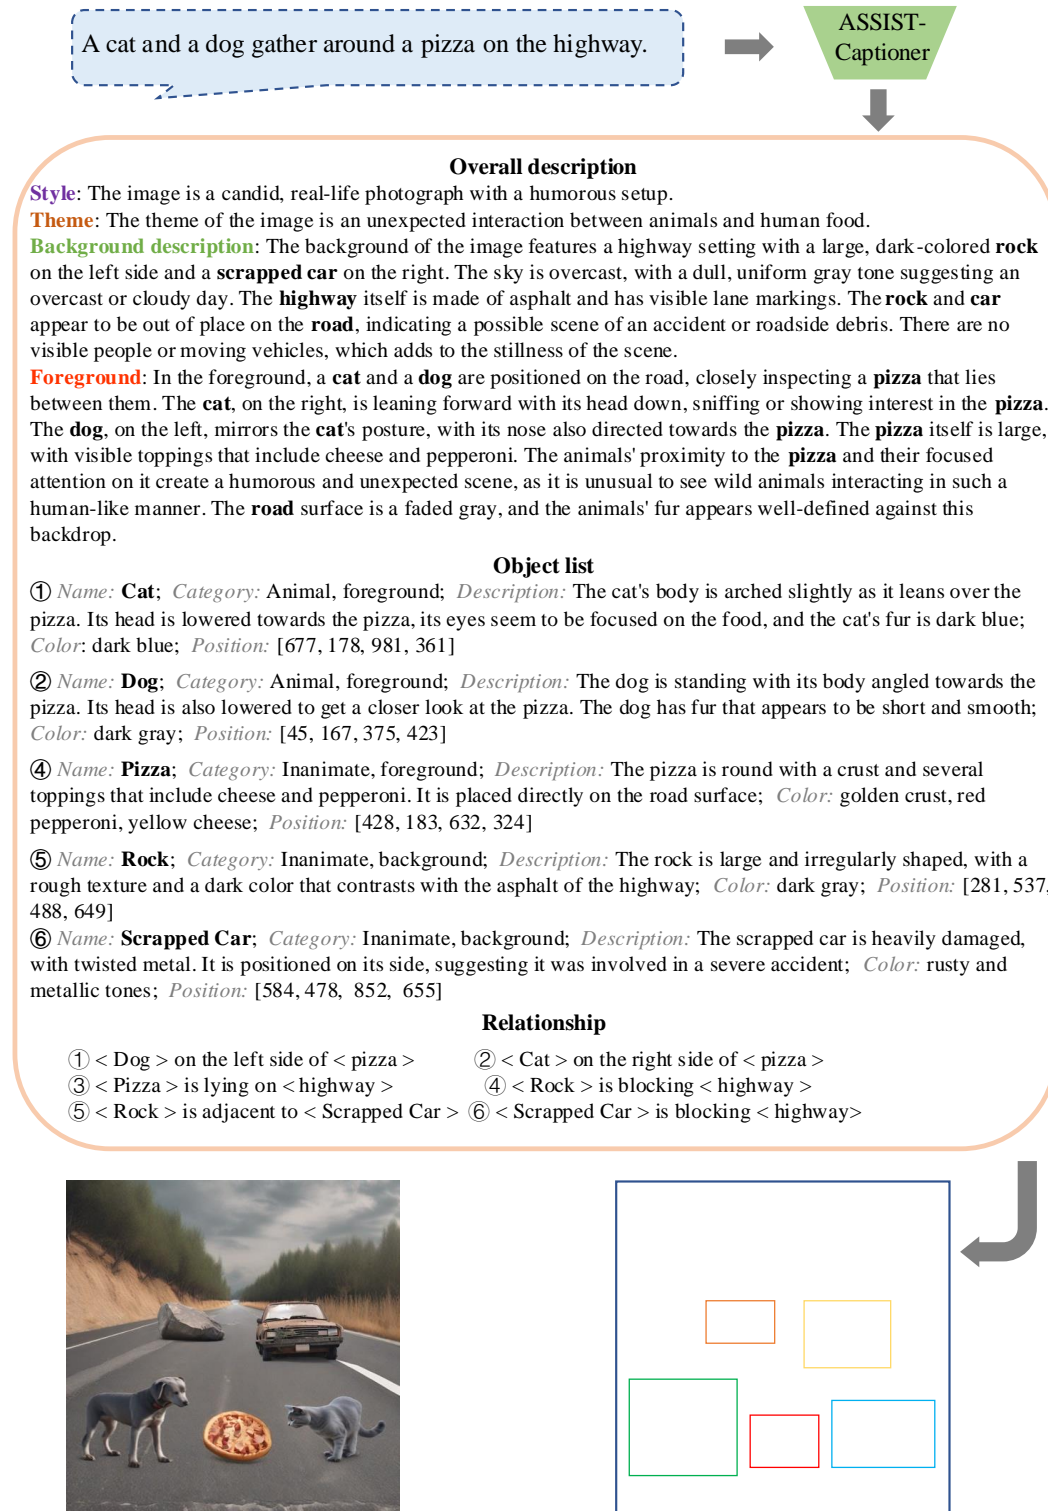 A cat and a dog gather around a pizza on the highway.
ASSIST-
Captioner
Overall description
Style: The image is a candid, real-life photograph with a humorous setup.
Theme: The theme of the image is an unexpected interaction between animals and human food.
Background description: The background of the image features a highway setting with a large, dark-colored rock
on the left side and a scrapped car on the right. The sky is overcast, with a dull, uniform gray tone suggesting an
overcast or cloudy day. The highway itself is made of asphalt and has visible lane markings. The rock and car
appear to be out of place on the road, indicating a possible scene of an accident or roadside debris. There are no
visible people or moving vehicles, which adds to the stillness of the scene.
Foreground: In the foreground, a cat and a dog are positioned on the road, closely inspecting a pizza that lies
between them. The cat, on the right, is leaning forward with its head down, sniffing or showing interest in the pizza.
The dog, on the left, mirrors the cat's posture, with its nose also directed towards the pizza. The pizza itself is large,
with visible toppings that include cheese and pepperoni. The animals' proximity to the pizza and their focused
attention on it create a humorous and unexpected scene, as it is unusual to see wild animals interacting in such a
human-like manner. The road surface is a faded gray, and the animals' fur appears well-defined against this
backdrop.
Object list
① Name: Cat; Category: Animal, foreground; Description: The cat's body is arched slightly as it leans over the
pizza. Its head is lowered towards the pizza, its eyes seem to be focused on the food, and the cat's fur is dark blue;
Color: dark blue; Position: [677, 178, 981, 361]
② Name: Dog; Category: Animal, foreground; Description: The dog is standing with its body angled towards the
pizza. Its head is also lowered to get a closer look at the pizza. The dog has fur that appears to be short and smooth;
Color: dark gray; Position: [45, 167, 375, 423]
④ Name: Pizza; Category: Inanimate, foreground; Description: The pizza is round with a crust and several
toppings that include cheese and pepperoni. It is placed directly on the road surface; Color: golden crust, red
pepperoni, yellow cheese; Position: [428, 183, 632, 324]
⑤ Name: Rock; Category: Inanimate, background; Description: The rock is large and irregularly shaped, with a
rough texture and a dark color that contrasts with the asphalt of the highway; Color: dark gray; Position: [281, 537,
488, 649]
⑥ Name: Scrapped Car; Category: Inanimate, background; Description: The scrapped car is heavily damaged,
with twisted metal. It is positioned on its side, suggesting it was involved in a severe accident; Color: rusty and
metallic tones; Position: [584, 478, 852, 655]
Relationship
① < Dog > on the left side of < pizza > ② < Cat > on the right side of < pizza >
③ < Pizza > is lying on < highway > ④ < Rock > is blocking < highway >
⑤ < Rock > is adjacent to < Scrapped Car > ⑥ < Scrapped Car > is blocking < highway>